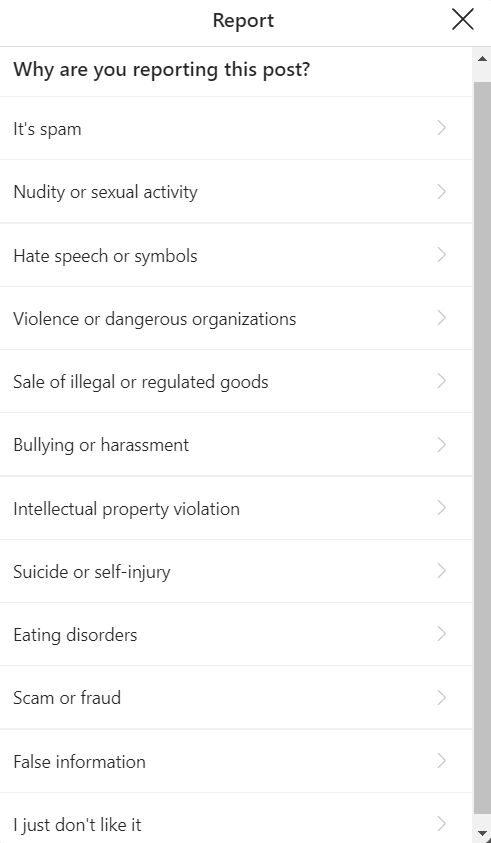 Report
Why are you reporting this post?
It's spam
Nudity or sexual activity
Hate speech or symbols
Violence or dangerous organizations
Sale of illegal or regulated goods
Bullying or harassment
Intellectual property violation
Suicide or self-injury
Eating disorders
Scam or fraud
False information
I just don't like it